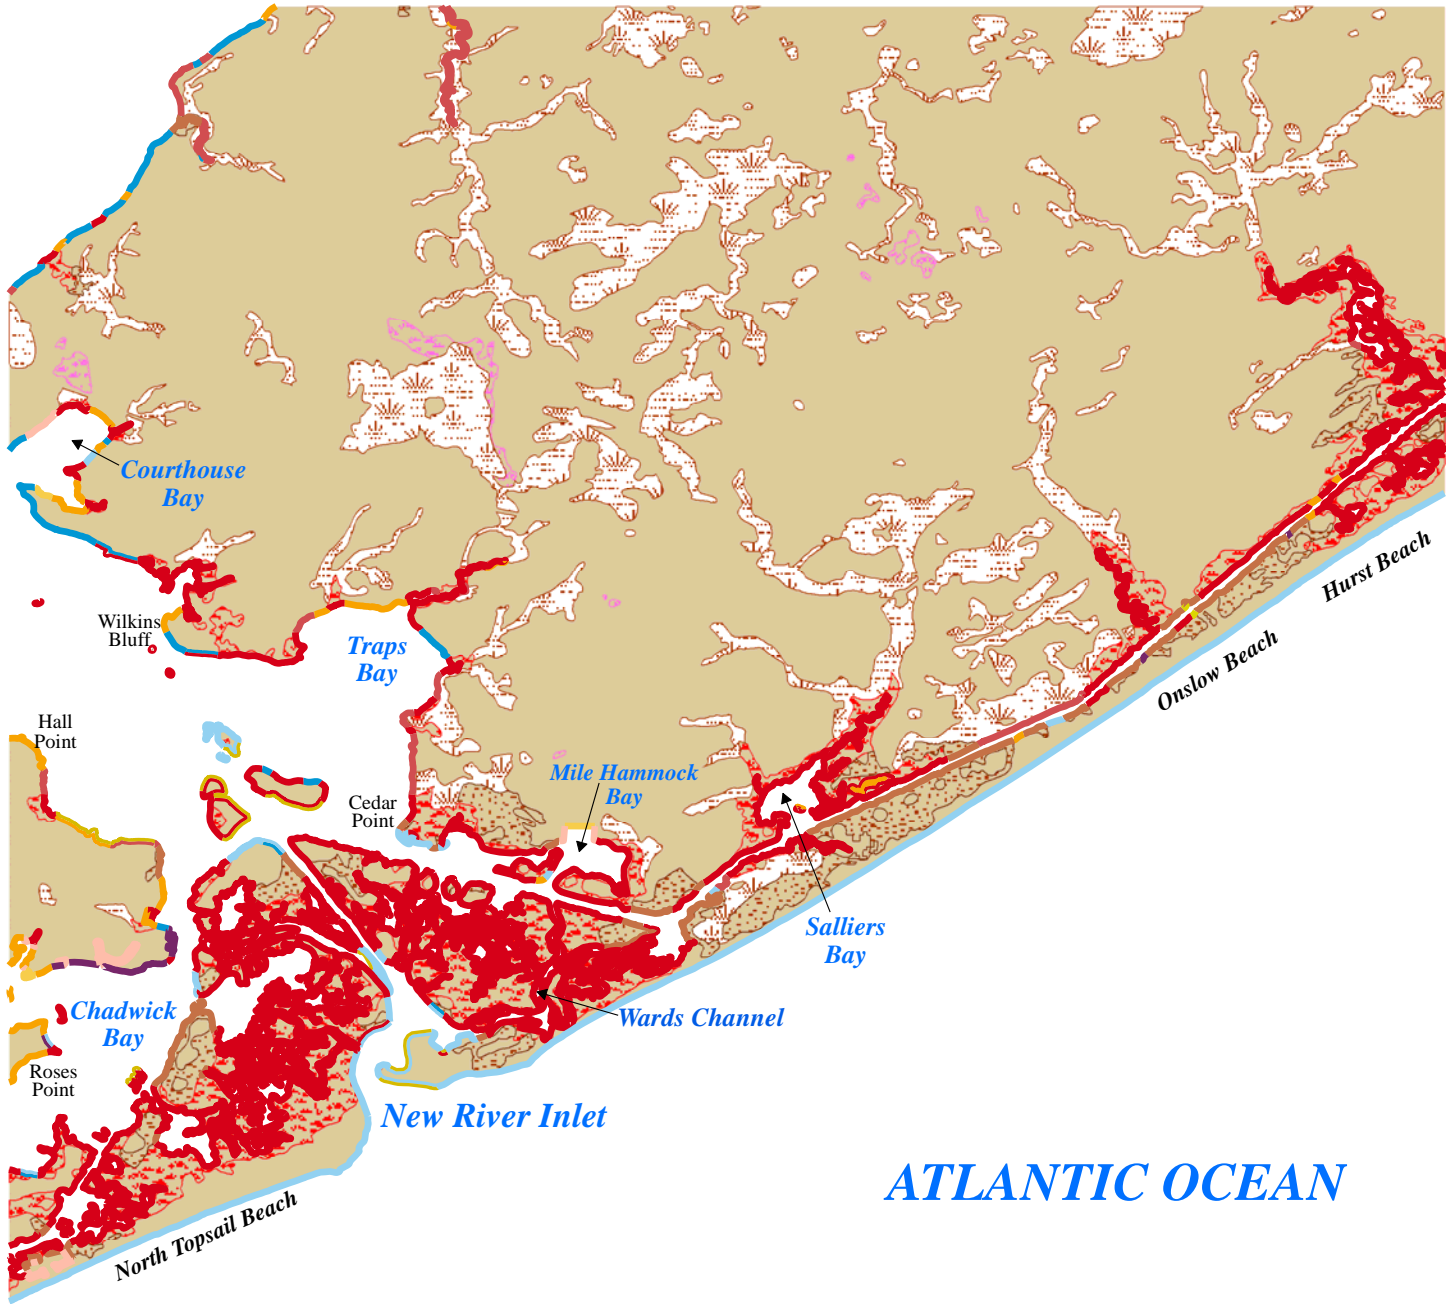 Courthouse
Bay
Hurst Beach
Wilkins
Bluff
Traps
Bay
Onslow Beach
Hall
Point
Mile Hammock
Bay
Cedar
Point
Salliers
Bay
Chadwick
Bay
Wards Channel
Roses
Point
New River Inlet
ATLANTIC OCEAN
North Topsail Beach